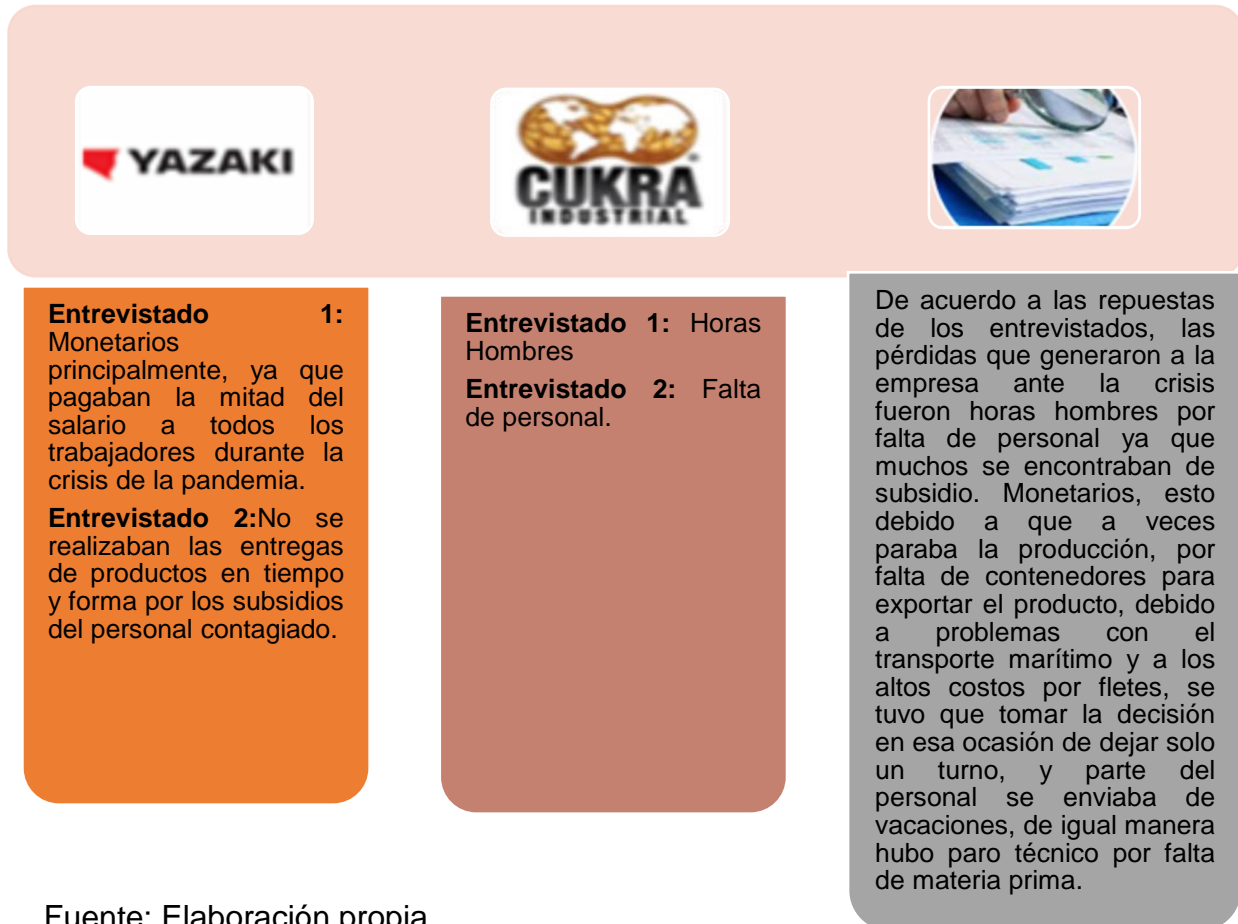 YAZAKI
CUKRA
INDUSTRIAL
Entrevistado 1:
Monetarios
principalmente, ya que
pagaban la mitad del
salario a todos los
trabajadores durante la
crisis de la pandemia.
Entrevistado 2:No se
realizaban las entregas
de productos en tiempo
y forma por los subsidios
del personal contagiado.
Entrevistado 1: Horas
Hombres
Entrevistado 2: Falta
de personal.
De acuerdo a las repuestas
de los entrevistados, las
pérdidas que generaron a la
empresa ante la crisis
fueron horas hombres por
falta de personal ya que
muchos se encontraban de
subsidio. Monetarios, esto
debido a que a veces
paraba la producción, por
falta de contenedores para
exportar el producto, debido
a problemas con el
transporte marítimo y a los
altos costos por fletes, se
tuvo que tomar la decisión
en esa ocasión de dejar solo
un turno, y parte del
personal se enviaba de
vacaciones, de igual manera
hubo paro técnico por falta
de materia prima.
Fuente: Elaboración propia